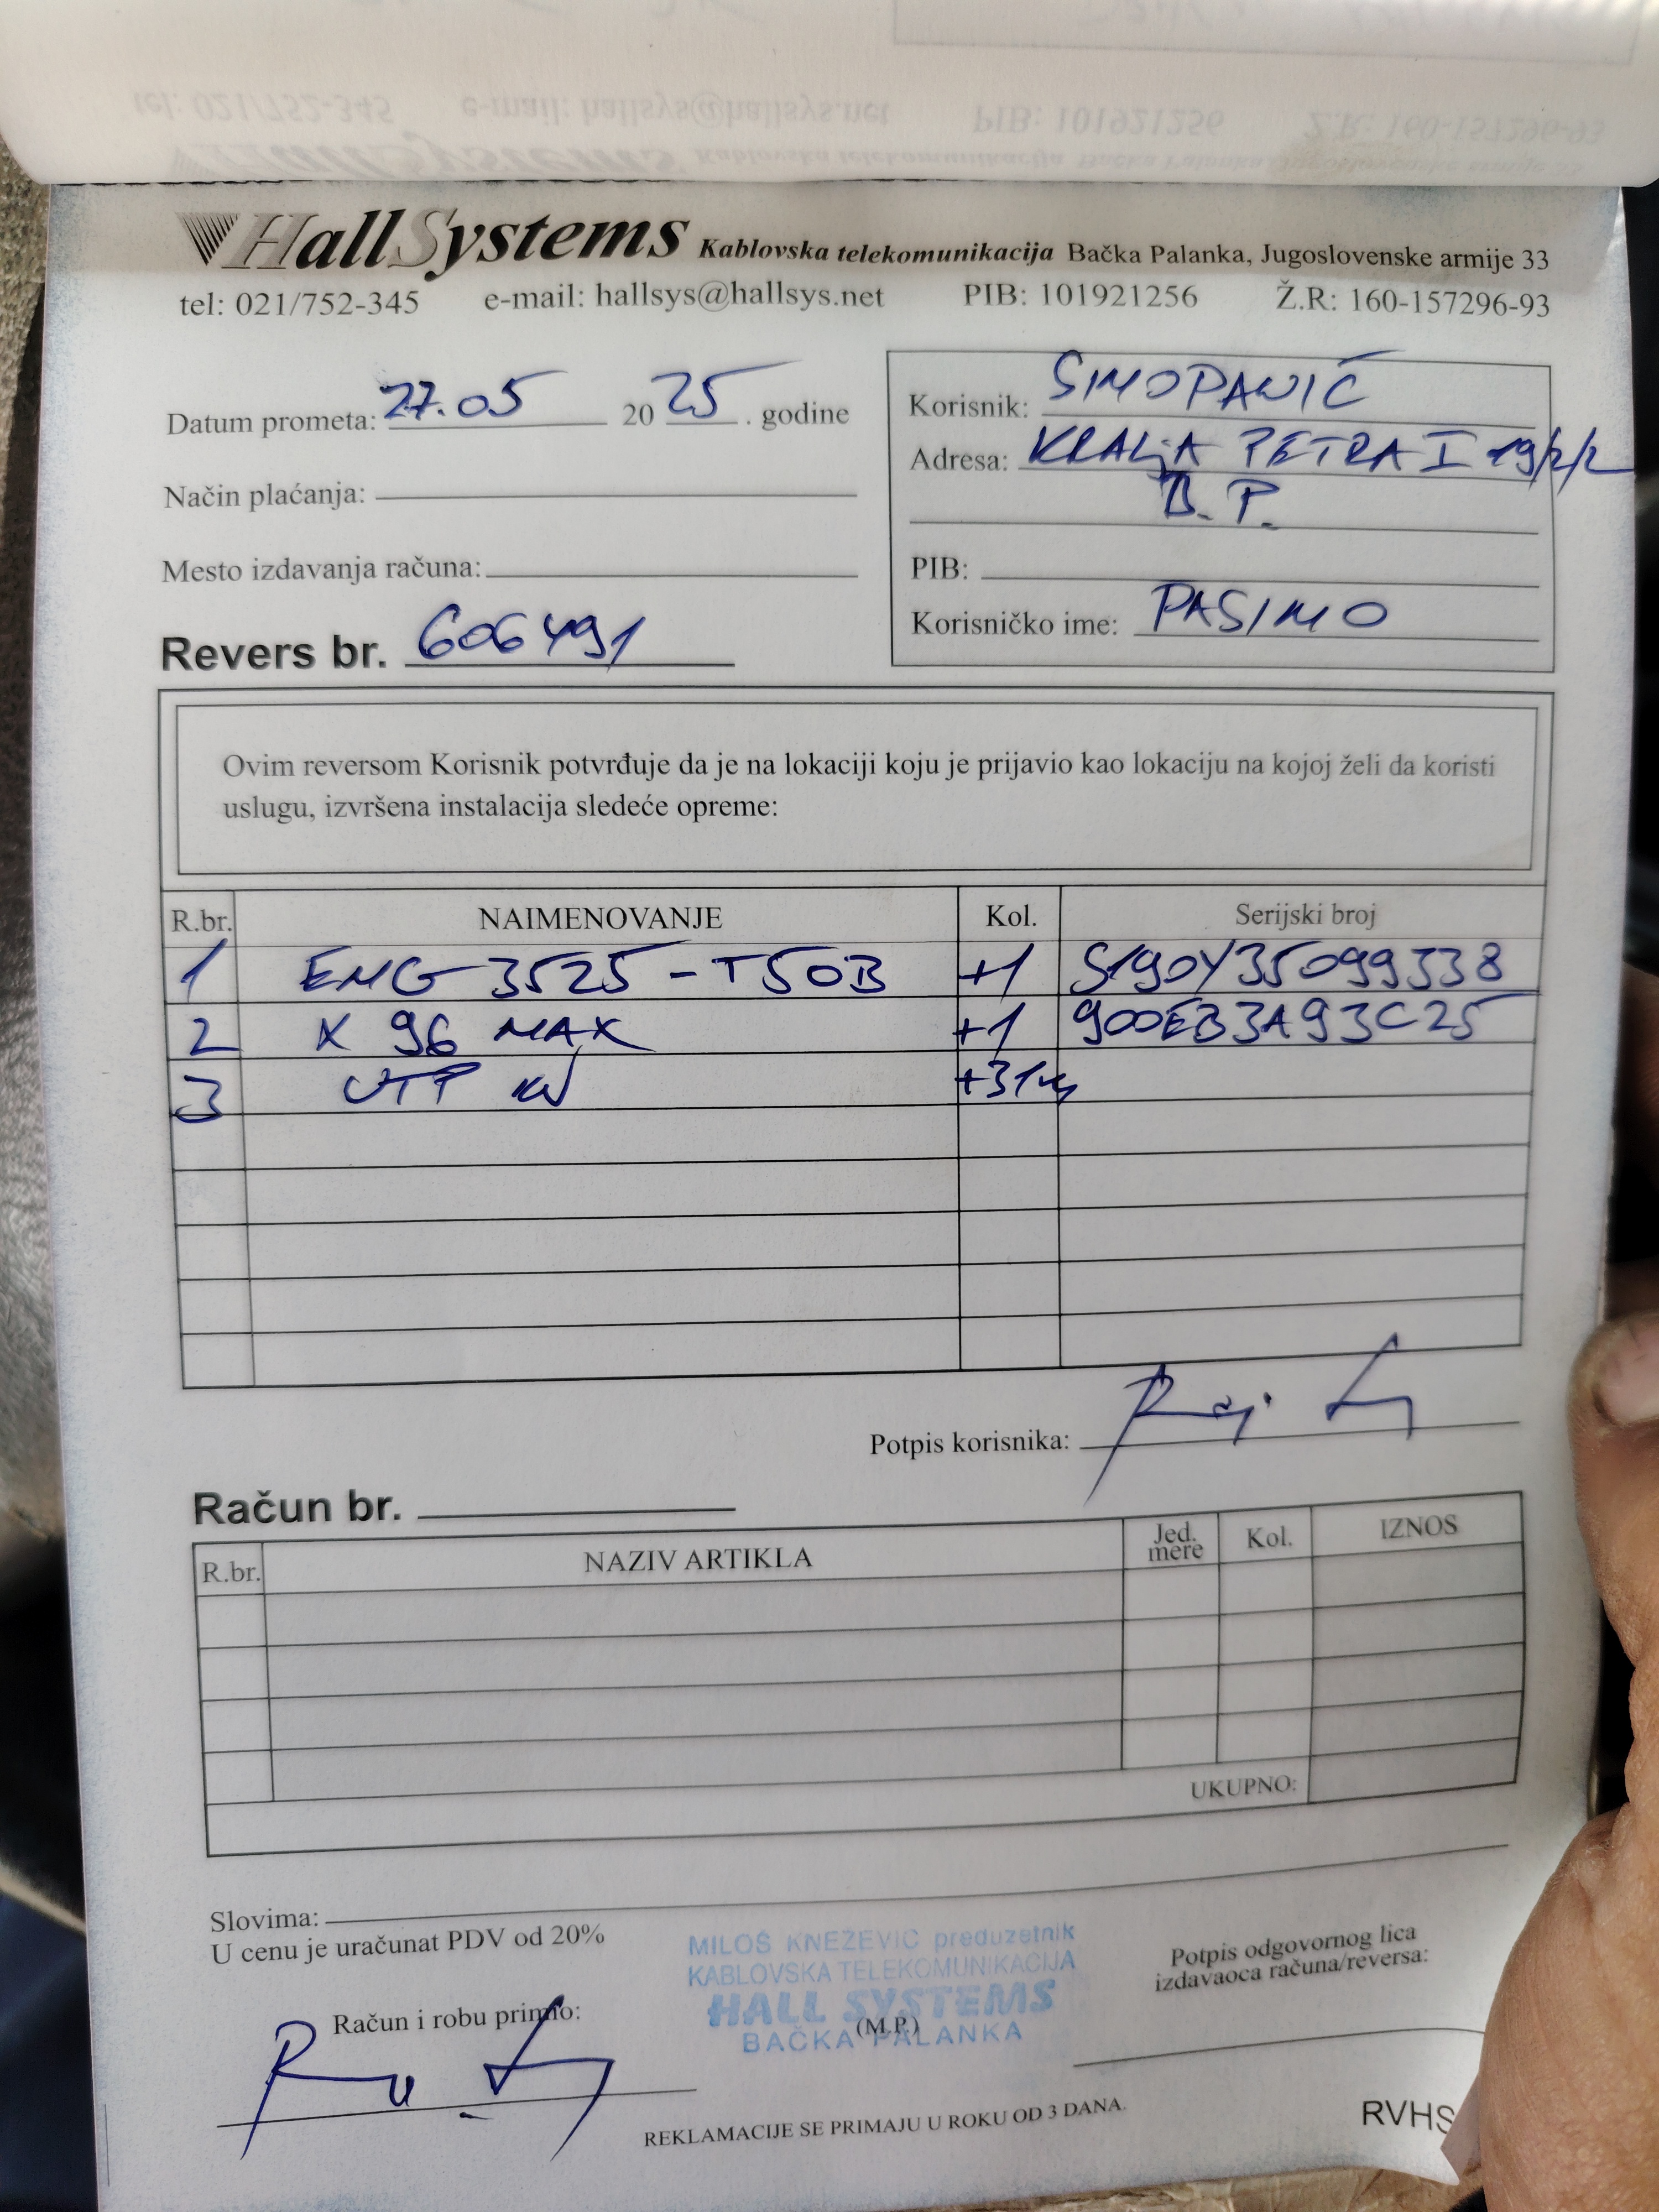 HallSystems Kablovska telekomunikacija Bačka Palanka, Jugoslovenske armije 33
tel: 021/752-345 e-mail: hallsys@hallsys.net PIB: 101921256 Ž.R: 160-157296-93
Datum prometa: 27.05 2025. godine
Način plaćanja:
Mesto izdavanja računa:
Revers br. 606491
Korisnik: SIMOPANIĆ
Adresa: KRALJA PETRA I 19/2/2
B. P.
PIB:
Korisničko ime: PASIMO
Ovim reversom Korisnik potvrđuje da je na lokaciji koju je prijavio kao lokaciju na kojoj želi da koristi
uslugu, izvršena instalacija sledeće opreme:
R.br. NAIMENOVANJE Kol. Serijski broj
1 EMG 3525-T50B +1 S190Y35099338
2 X 96 MAX +1 900EB3A93C25
3 UTP +31m
Potpis korisnika:
Račun br.
R.br. NAZIV ARTIKLA Jed. mere Kol. IZNOS
UKUPNO:
Slovima:
U cenu je uračunat PDV od 20%
Račun i robu primio:
MILOŠ KNEŽEVIĆ preduzetnik
KABLOVSKA TELEKOMUNIKACIJA
HALL SYSTEMS
(M.P.)
BAČKA PALANKA
Potpis odgovornog lica
izdavaoca računa/reversa:
REKLAMACIJE SE PRIMAJU U ROKU OD 3 DANA.
RVHS